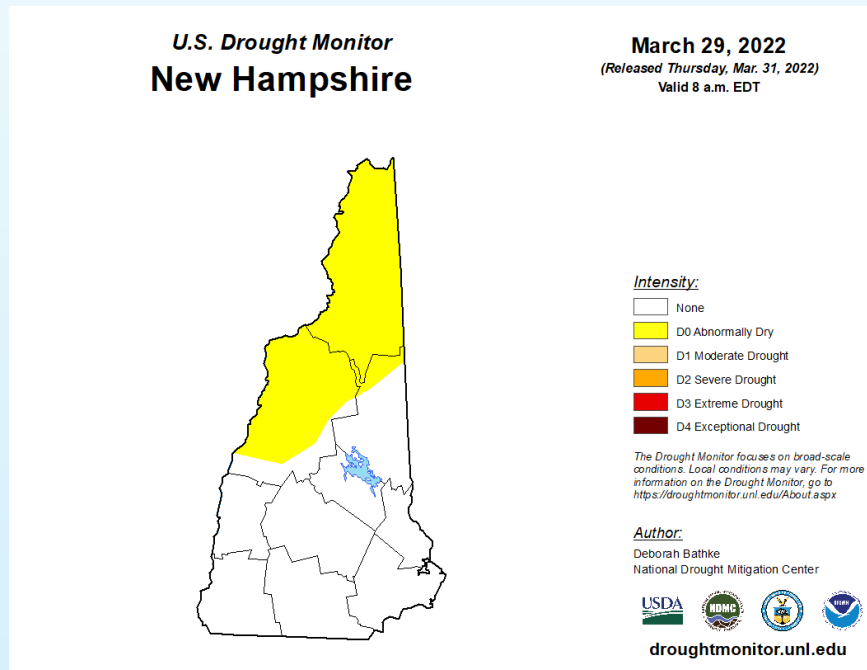 U.S. Drought Monitor
New Hampshire
March 29, 2022
(Released Thursday, Mar. 31, 2022)
Valid 8 a.m. EDT
Intensity:
None
D0 Abnormally Dry
D1 Moderate Drought
D2 Severe Drought
D3 Extreme Drought
D4 Exceptional Drought
The Drought Monitor focuses on broad-scale
conditions. Local conditions may vary. For more
information on the Drought Monitor, go to
https://droughtmonitor.unl.edu/About.aspx
Author:
Deborah Bathke
National Drought Mitigation Center
USDA
NDMC
droughtmonitor.unl.edu